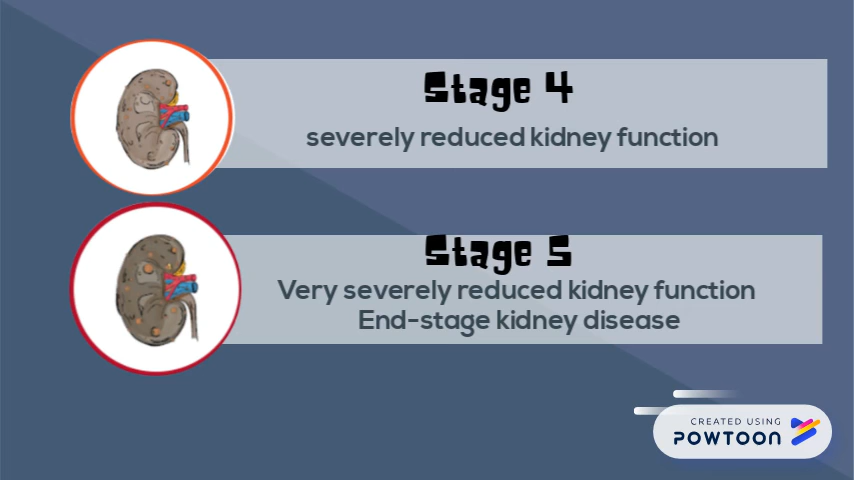 Stage 4
severely reduced kidney function
Stage 5
Very severely reduced kidney function
End-stage kidney disease
CREATED USING
POWTOON